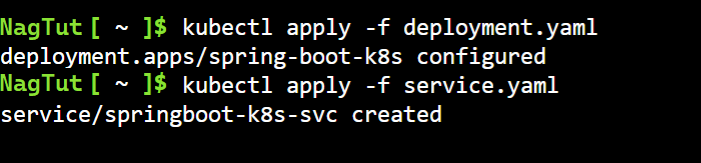 NagTut [ ~ ]$ kubectl apply -f deployment.yaml
deployment.apps/spring-boot-k8s configured
NagTut [ ~ ]$ kubectl apply -f service.yaml
service/springboot-k8s-svc created